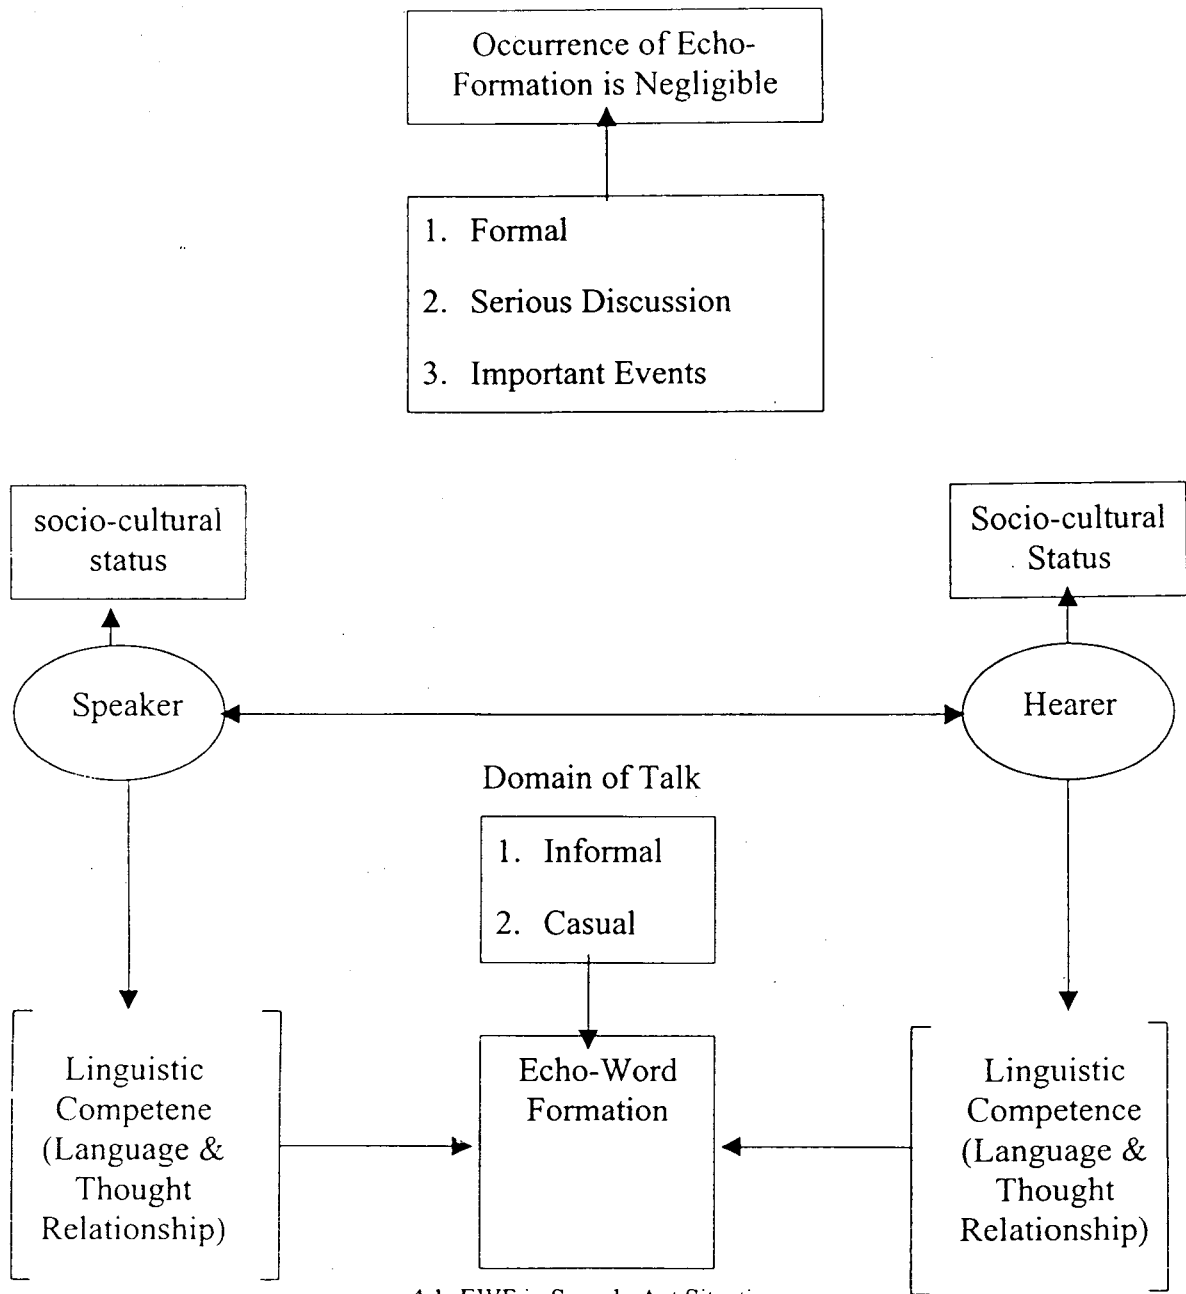 Occurrence of Echo-
Formation is Negligible
1. Formal
2. Serious Discussion
3. Important Events
socio-cultural
status
Socio-cultural
Status
Speaker
Hearer
Domain of Talk
1. Informal
2. Casual
Linguistic
Competene
(Language &
Thought
Relationship)
Echo-Word
Formation
Linguistic
Competence
(Language &
Thought
Relationship)